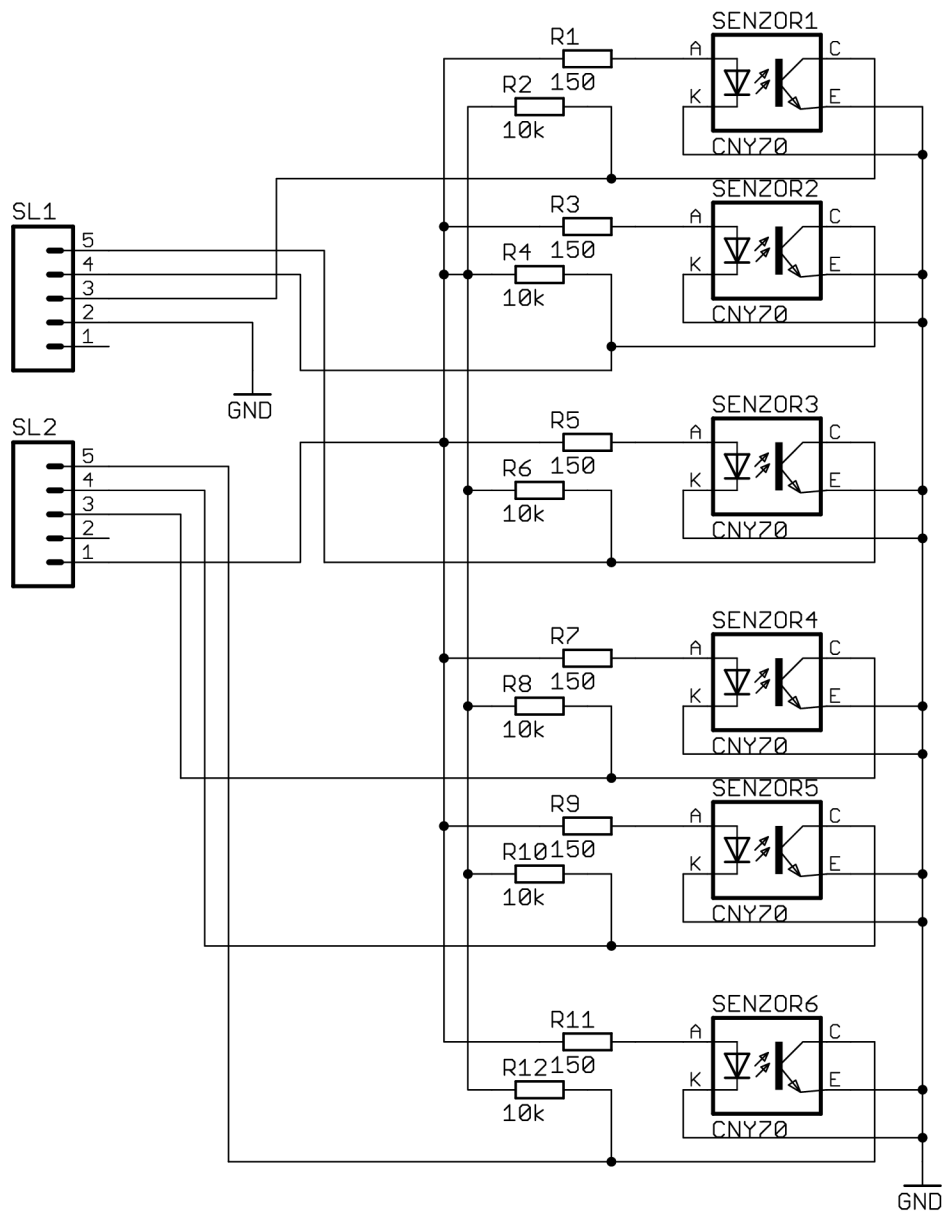 SENZOR1
R1
A
C
150
R2
K
E
10k
CNY70
SENZOR2
SL1
R3
A
C
5
150
R4
K
E
4
10k
3
2
CNY70
1
GND
SENZOR3
SL2
R5
A
C
5
150
R6
K
E
4
10k
3
2
CNY70
1
SENZOR4
R7
A
C
150
R8
K
E
10k
CNY70
SENZOR5
R9
A
C
R10
150
K
E
10k
CNY70
SENZOR6
R11
A
C
R12
150
K
E
10k
CNY70
GND